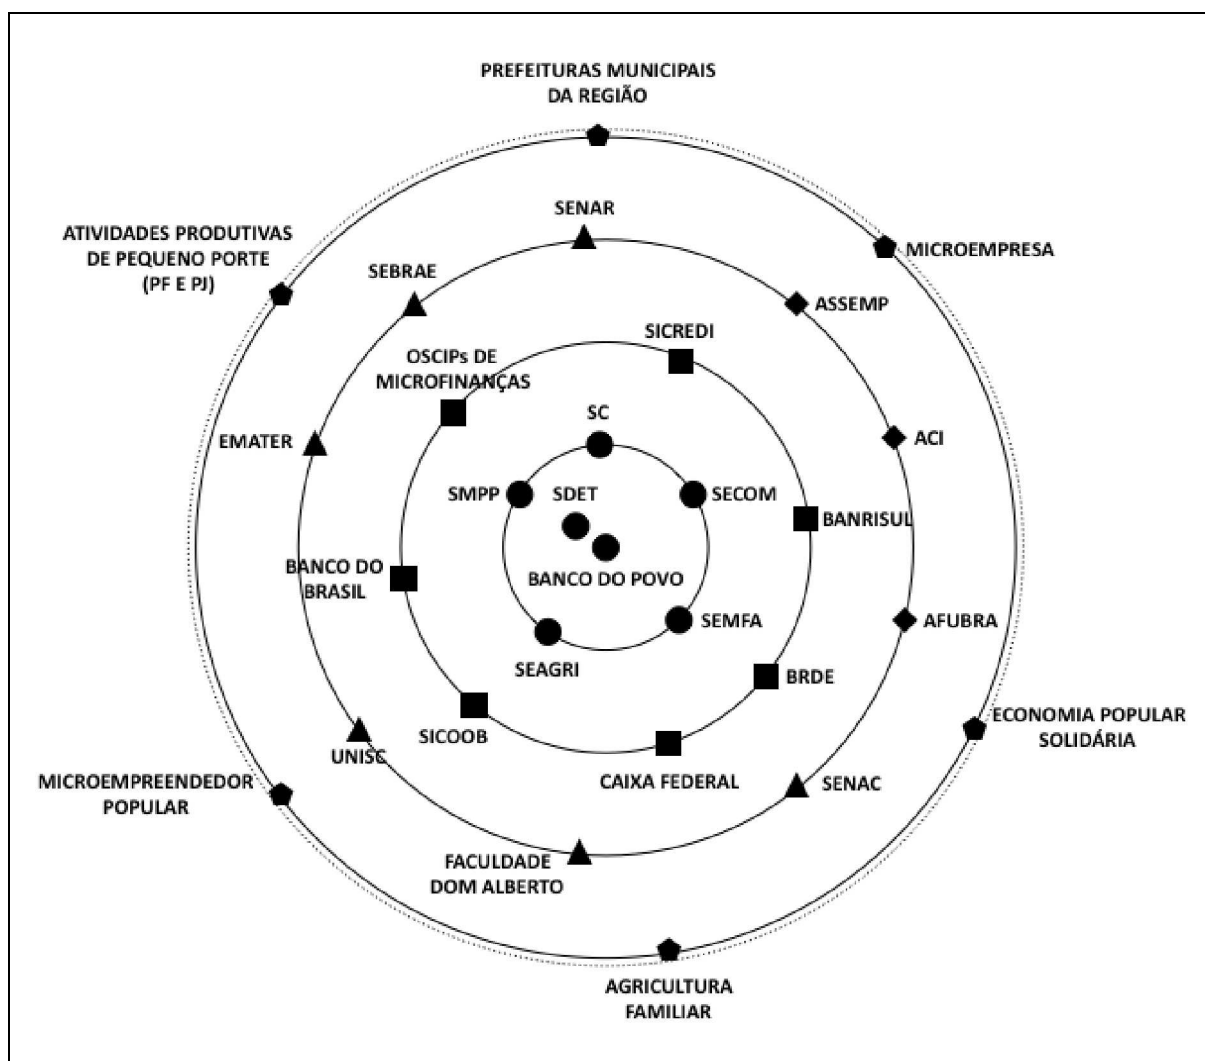 PREFEITURAS MUNICIPAIS
DA REGIÃO
SENAR
ATIVIDADES PRODUTIVAS
DE PEQUENO PORTE
(PF E PJ)
MICROEMPRESA
SEBRAE
ASSEMP
SICREDI
OSCIPs DE
MICROFINANÇAS
SC
EMATER
ACI
SMPP
SDET
SECOM
BANRISUL
BANCO DO
BRASIL
BANCO DO POVO
SEMFA
AFUBRA
SEAGRI
BRDE
ECONOMIA POPULAR
SOLIDÁRIA
SICOOB
UNISC
MICROEMPREENDEDOR
POPULAR
CAIXA FEDERAL
SENAC
FACULDADE
DOM ALBERTO
AGRICULTURA
FAMILIAR